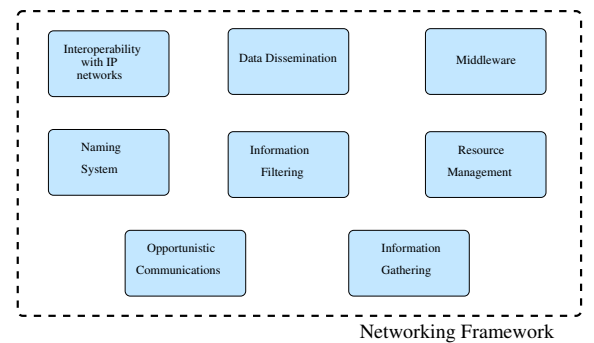 Interoperability
with IP
networks
Data Dissemination
Middleware
Naming
System
Information
Filtering
Resource
Management
Opportunistic
Communications
Information
Gathering
Networking Framework